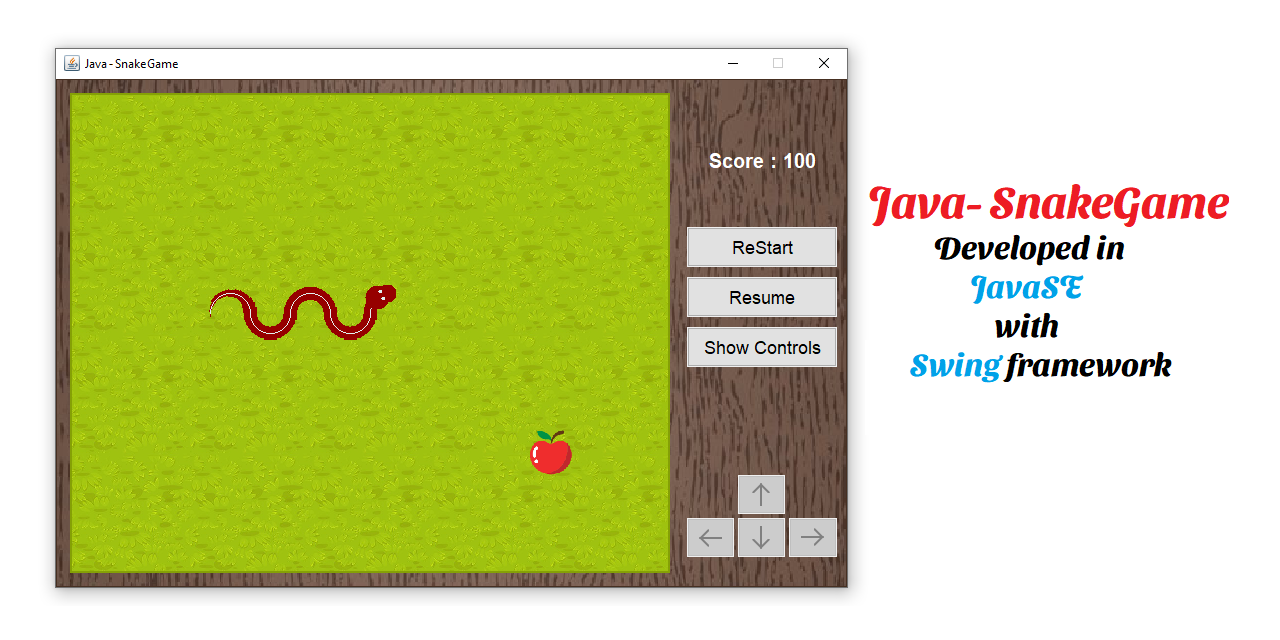 Java - SnakeGame
Score : 100
ReStart
Resume
Show Controls
Java- SnakeGame
Developed in
JavaSE
with
Swing framework